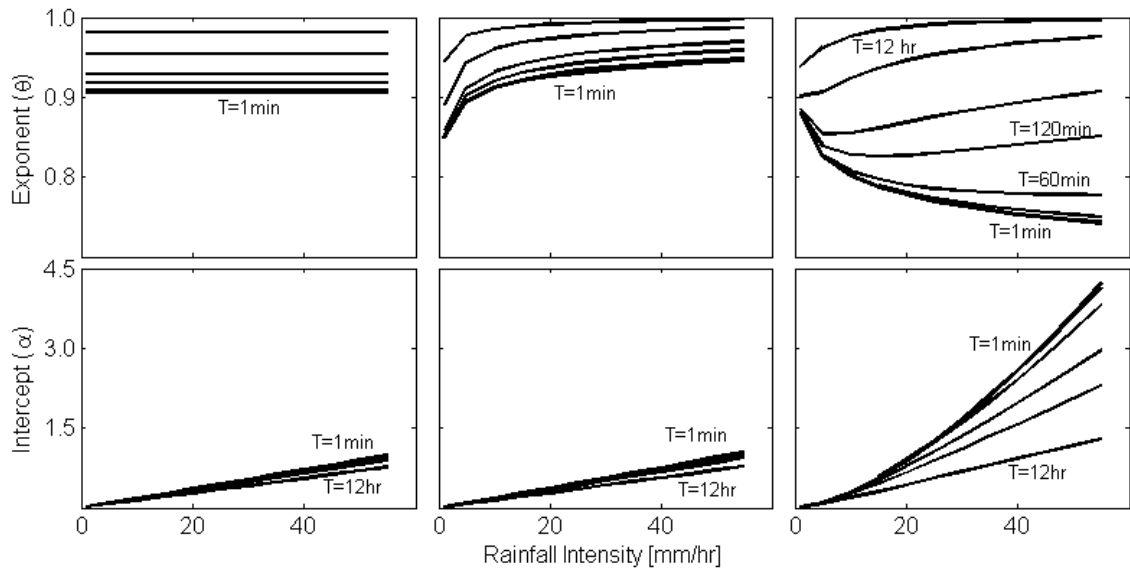 1.0
0.9
0.8
Exponent (θ)
T=1min
T=1min
T=12 hr
T=120min
T=60min
T=1min
4.5
3.0
1.5
Intercept (α)
T=1min
T=12hr
T=1min
T=12hr
T=1min
T=12hr
0 20 40 0 20 40 0 20 40
Rainfall Intensity [mm/hr]